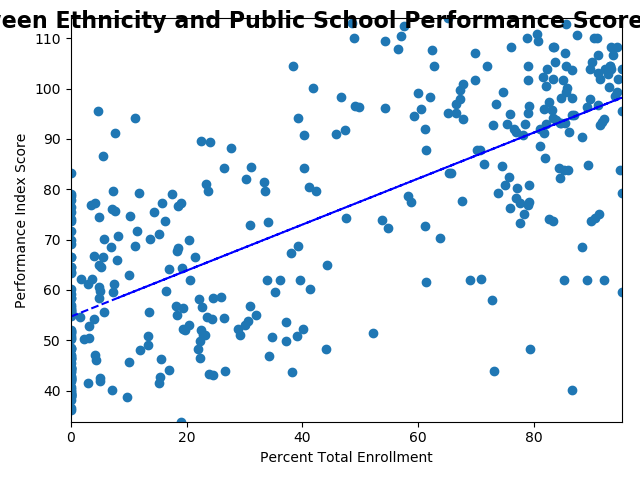 een Ethnicity and Public School Performance Score
110
100
90
80
70
60
50
40
Performance Index Score
0 20 40 60 80
Percent Total Enrollment